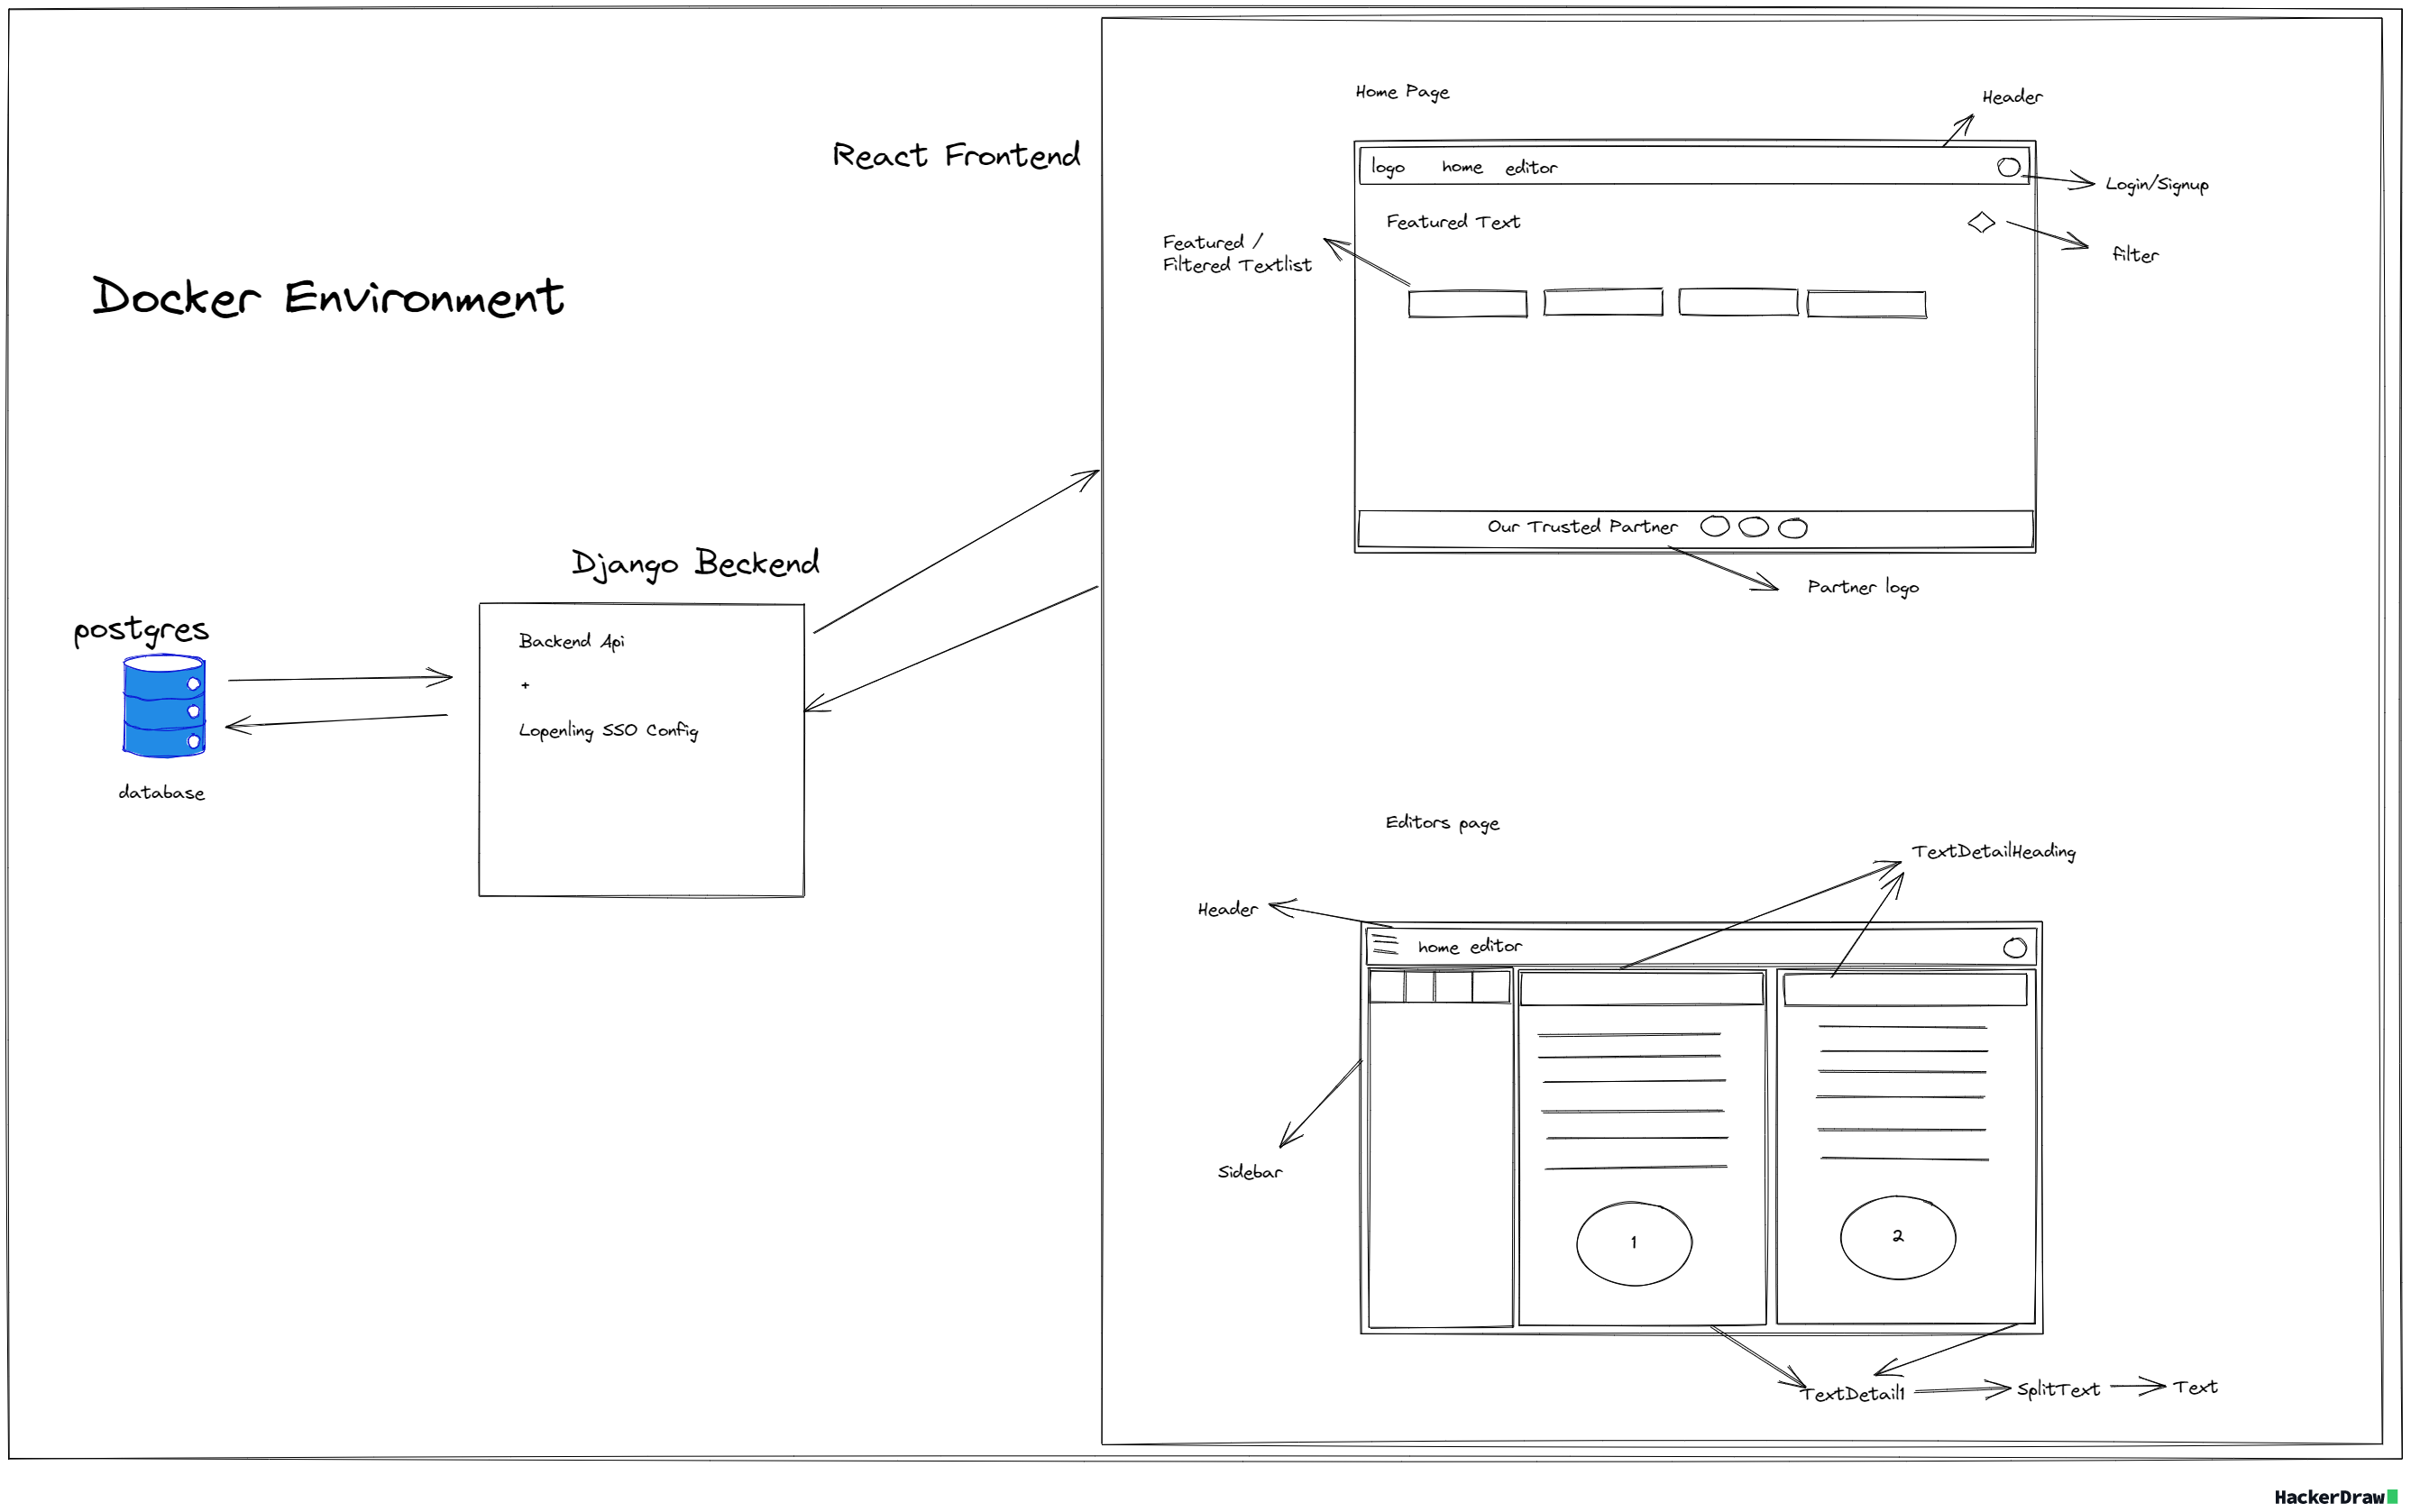 Docker Environment
React Frontend
Home Page
Header
logo home editor
Login/Signup
Featured Text
filter
Featured /
Filtered Textlist
Our Trusted Partner
Partner logo
postgres
database
Django Beckend
Backend Api
+
Lopenling SSO Config
Editors page
TextDetailHeading
Header
home editor
Sidebar
1
2
TextDetail1
SplitText
Text
HackerDraw